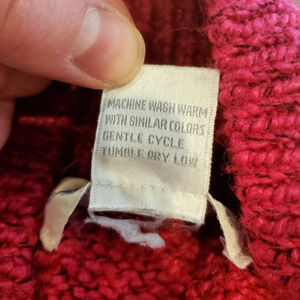 MACHINE WASH WARM
WITH SIMILAR COLORS
GENTLE CYCLE
TUMBLE DRY LOW